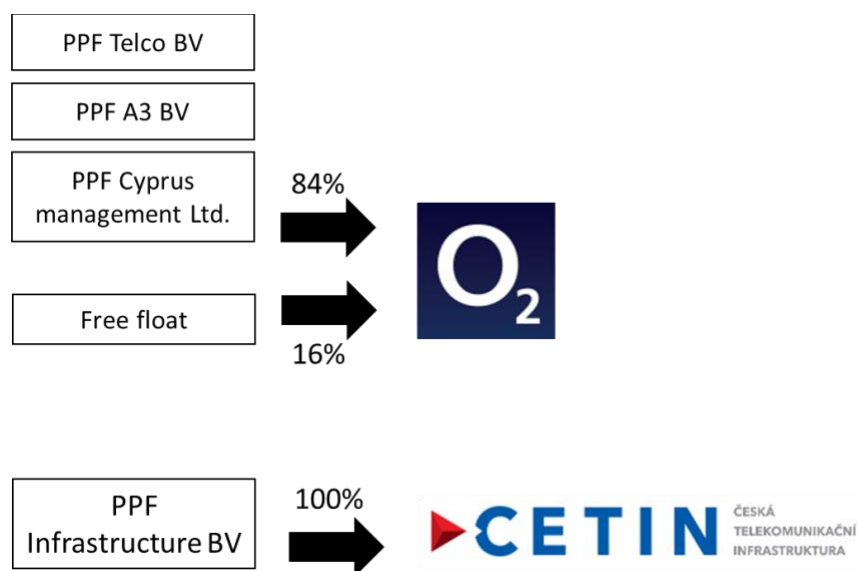 PPF Telco BV
PPF A3 BV
PPF Cyprus
management Ltd.
84%
O2
Free float
16%
PPF
Infrastructure BV
100%
CETIN
ČESKÁ
TELEKOMUNIKAČNÍ
INFRASTRUKTURA